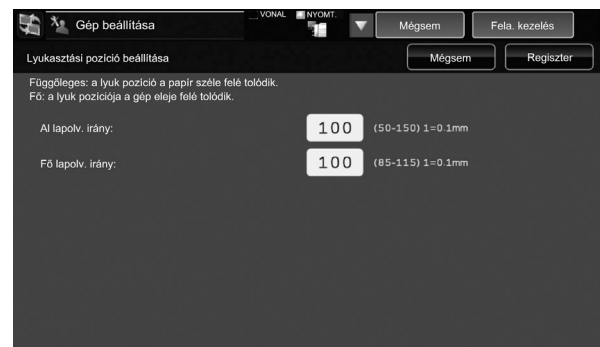 Gép beállítása
VONAL
NYOMT.
Mégsem
Fela. kezelés
Lyukasztási pozíció beállítása
Mégsem
Regiszter
Függőleges: a lyuk pozíció a papír széle felé tolódik.
Fő: a lyuk pozíciója a gép eleje felé tolódik.
Al lapolv. irány: 100 (50-150) 1=0.1mm
Fő lapolv. irány: 100 (85-115) 1=0.1mm